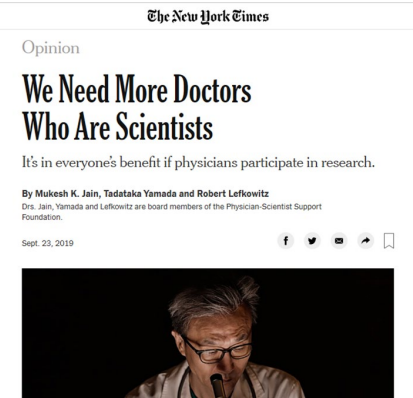 The New York Times
Opinion
We Need More Doctors
Who Are Scientists
It's in everyone's benefit if physicians participate in research.
By Mukesh K. Jain, Tadataka Yamada and Robert Lefkowitz
Drs. Jain, Yamada and Lefkowitz are board members of the Physician-Scientist Support
Foundation.
Sept. 23, 2019